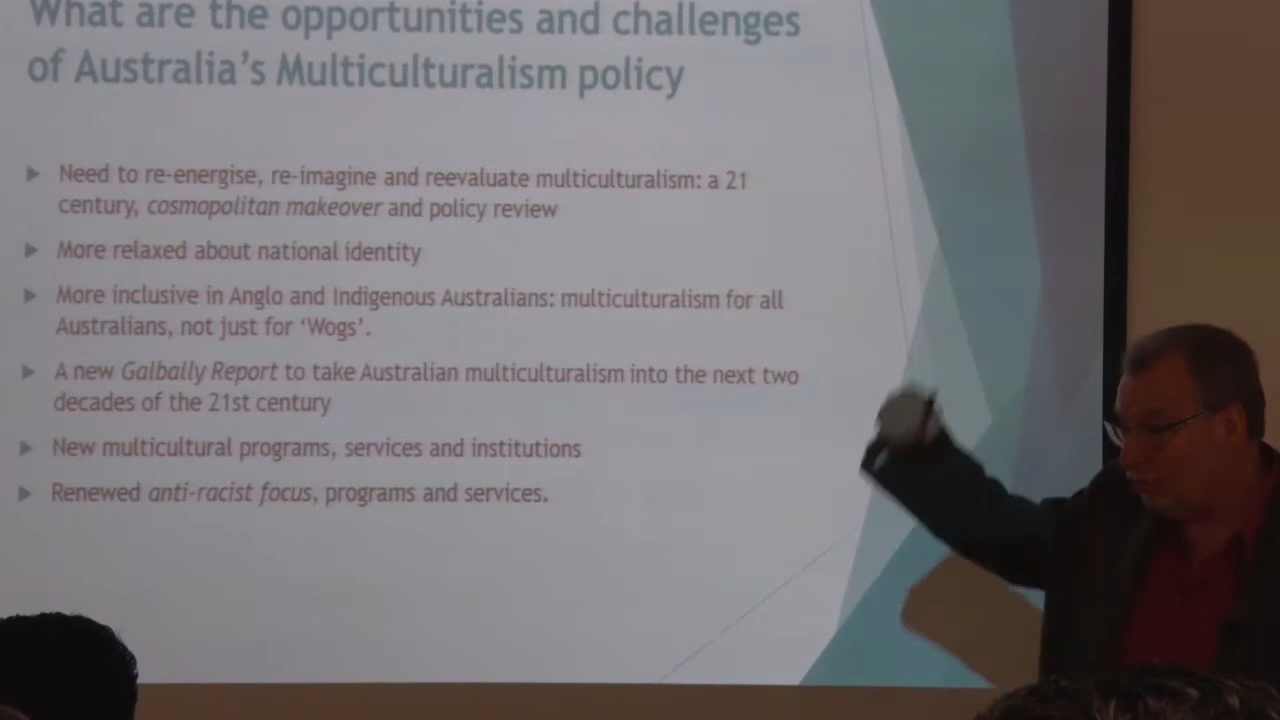 What are the opportunities and challenges
of Australia's Multiculturalism policy
Need to re-energise, re-imagine and reevaluate multiculturalism: a 21
century, cosmopolitan makeover and policy review
More relaxed about national identity
More inclusive in Anglo and Indigenous Australians: multiculturalism for all
Australians, not just for ‘Wogs’.
A new Galbally Report to take Australian multiculturalism into the next two
decades of the 21st century
New multicultural programs, services and institutions
Renewed anti-racist focus, programs and services.